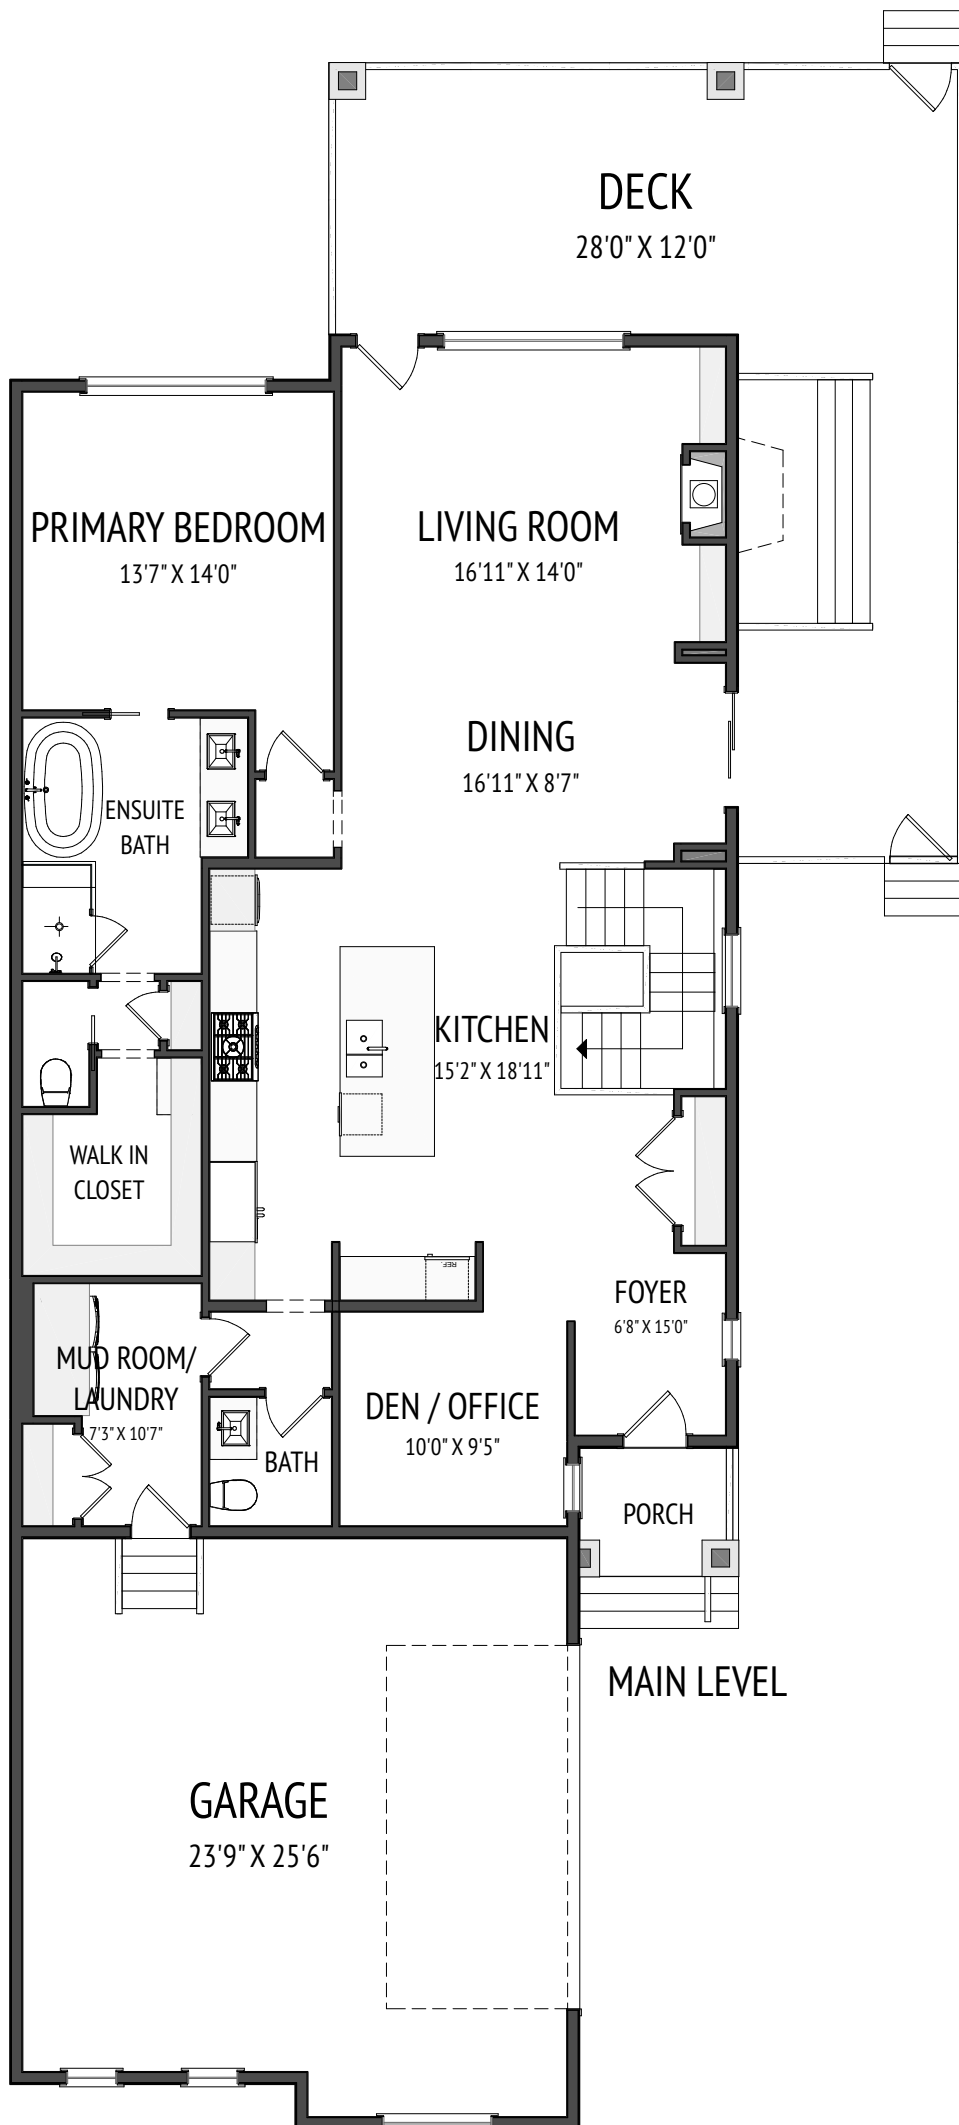 DECK
28'0" X 12'0"
PRIMARY BEDROOM
13'7" X 14'0"
LIVING ROOM
16'11" X 14'0"
DINING
16'11" X 8'7"
ENSUITE
BATH
KITCHEN
15'2" X 18'11"
WALK IN
CLOSET
REF.
FOYER
6'8" X 15'0"
MUD ROOM/
LAUNDRY
7'3" X 10'7"
DEN / OFFICE
10'0" X 9'5"
BATH
PORCH
MAIN LEVEL
GARAGE
23'9" X 25'6"